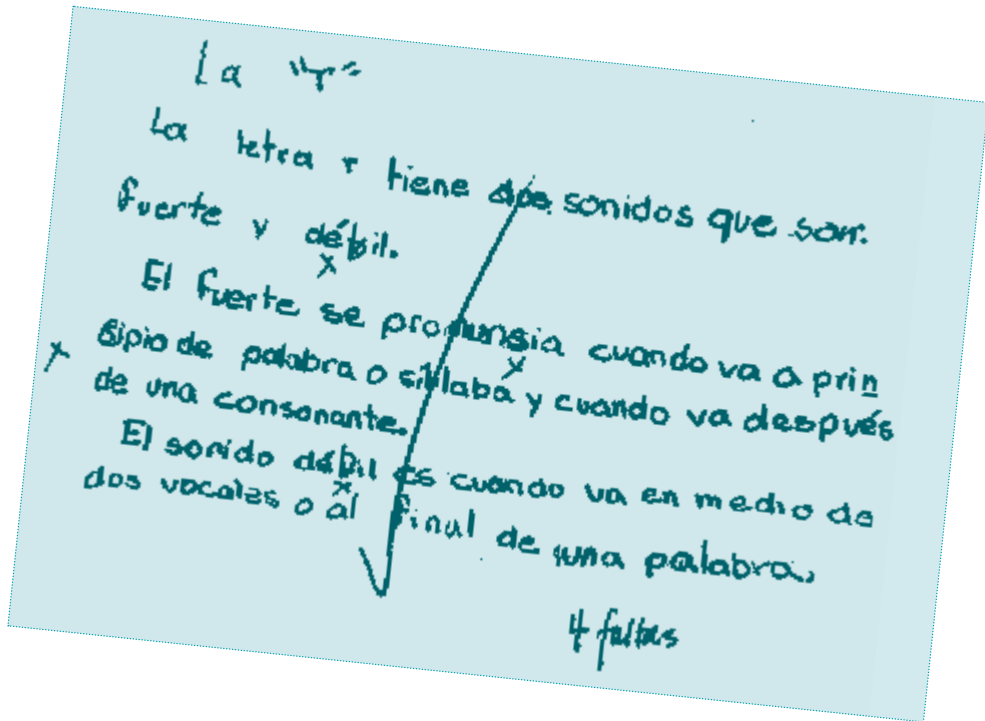 La "r"
La letra r tiene dos sonidos que son:
fuerte y débil.
El fuerte se pronunsia cuando va a prin
sipio de palabra o sillaba y cuando va después
de una consonante.
El sonido débil es cuando va en medio de
dos vocales o al final de una palabra.
4 faltas